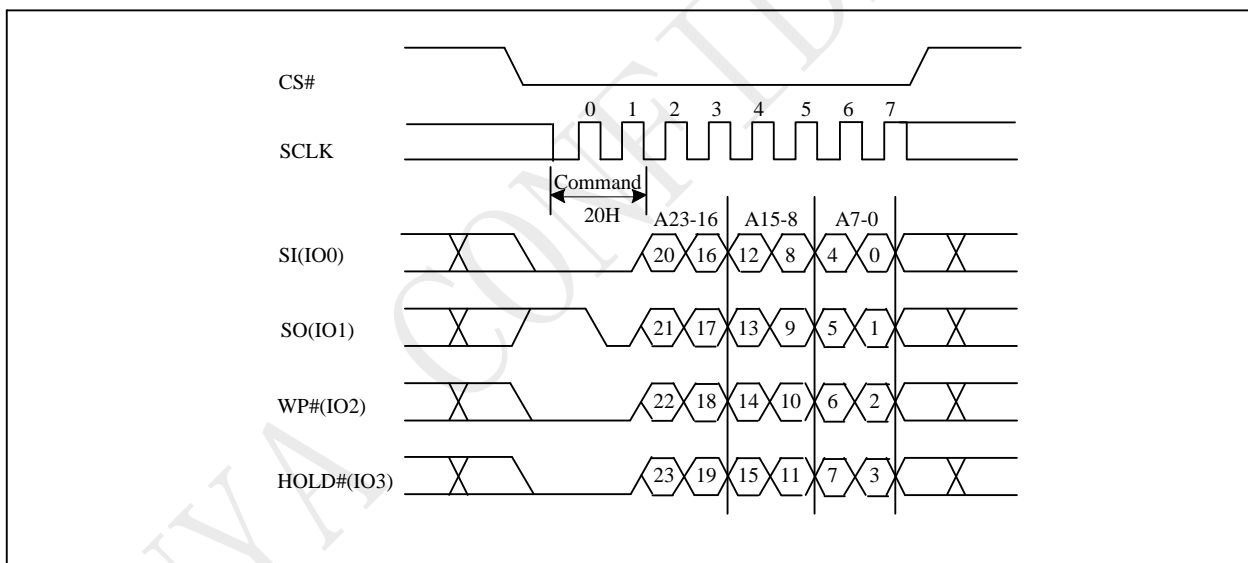 CS#
0 1 2 3 4 5 6 7
SCLK
Command
20H
A23-16 A15-8 A7-0
SI(IO0)
20 16 12 8 4 0
SO(IO1)
21 17 13 9 5 1
WP#(IO2)
22 18 14 10 6 2
HOLD#(IO3)
23 19 15 11 7 3